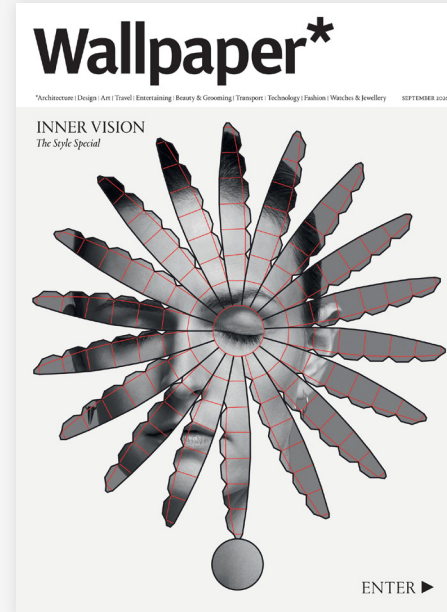 Wallpaper*
*Architecture | Design | Art | Travel | Entertaining | Beauty & Grooming | Transport | Technology | Fashion | Watches & Jewellery SEPTEMBER
INNER VISION
The Style Special
ENTER ▶